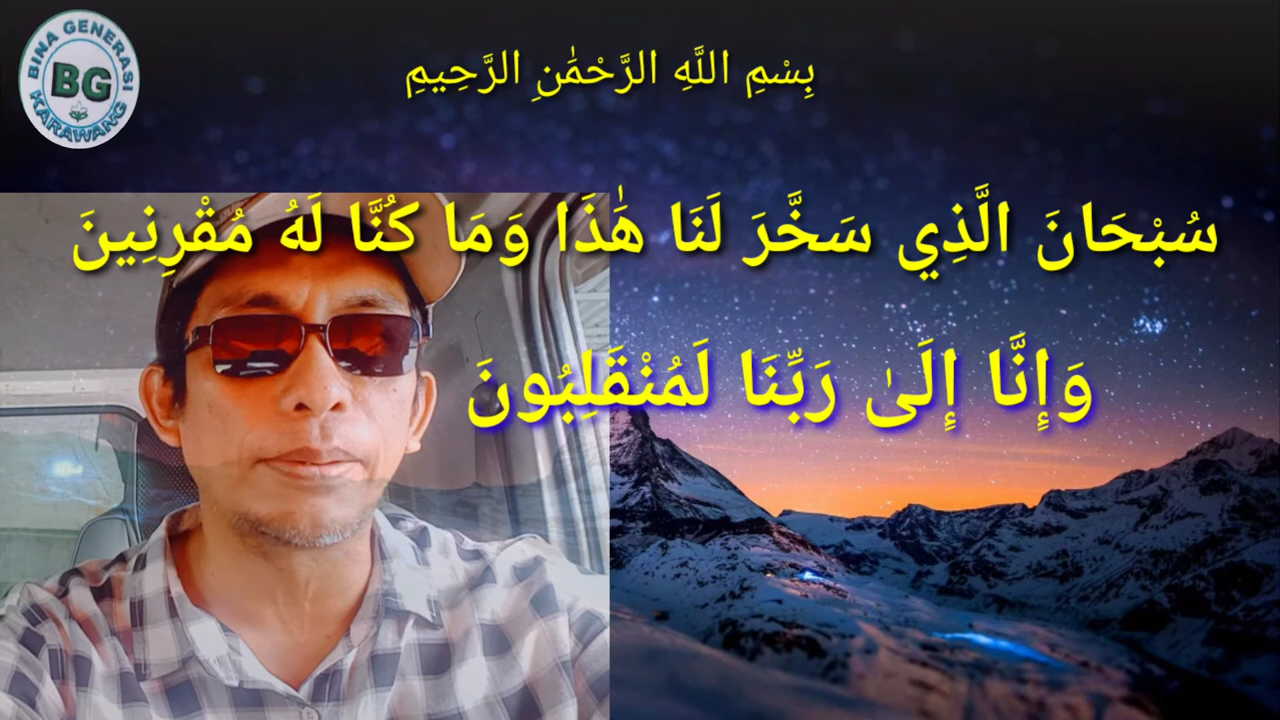 BINA GENERASI
BG
KARAWANG
بِسْمِ اللَّهِ الرَّحْمَٰنِ الرَّحِيمِ
سُبْحَانَ الَّذِي سَخَّرَ لَنَا هَٰذَا وَمَا كُنَّا لَهُ مُقْرِنِينَ
وَإِنَّا إِلَىٰ رَبِّنَا لَمُنْقَلِبُونَ